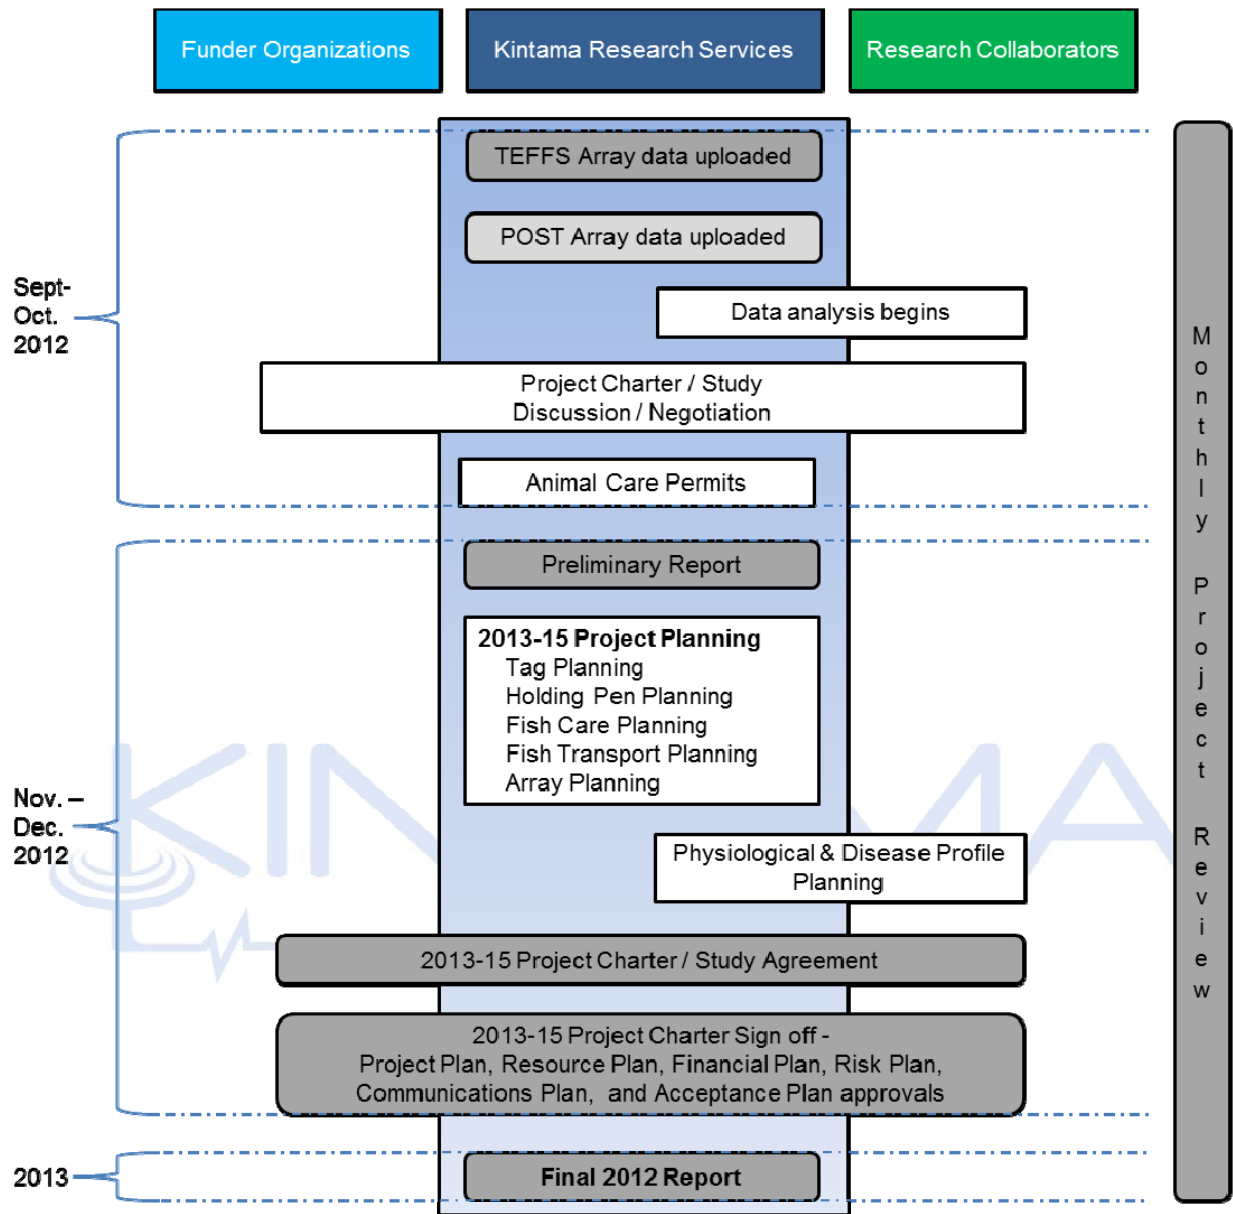 Funder Organizations
Kintama Research Services
Research Collaborators
TEFFS Array data uploaded
POST Array data uploaded
Sept-
Oct.
2012
Data analysis begins
Project Charter / Study
Discussion / Negotiation
Animal Care Permits
Preliminary Report
2013-15 Project Planning
Tag Planning
Holding Pen Planning
Fish Care Planning
Fish Transport Planning
Array Planning
Nov. –
Dec.
2012
Physiological & Disease Profile
Planning
2013-15 Project Charter / Study Agreement
2013-15 Project Charter Sign off -
Project Plan, Resource Plan, Financial Plan, Risk Plan,
Communications Plan, and Acceptance Plan approvals
2013
Final 2012 Report
Monthly Project Review
KIN MA